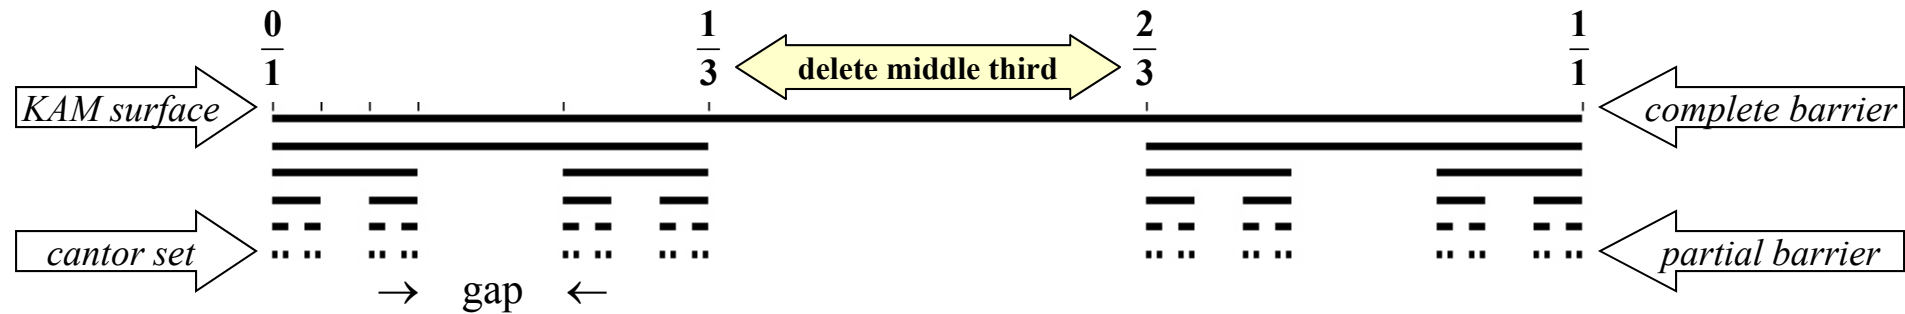 0/1 1/3 2/3 1/1
delete middle third
KAM surface complete barrier
cantor set partial barrier
→ gap ←